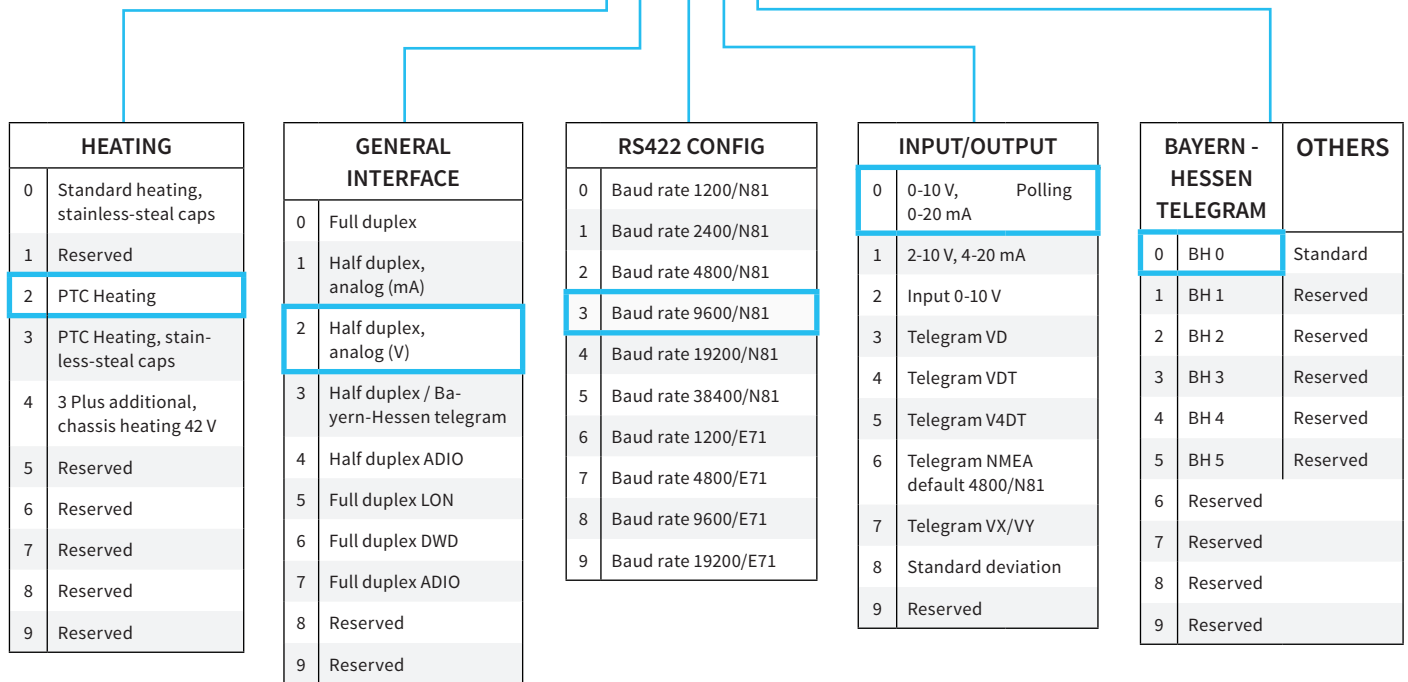 HEATING
0 Standard heating,
stainless-steal caps
1 Reserved
2 PTC Heating
3 PTC Heating, stain-
less-steal caps
4 3 Plus additional,
chassis heating 42 V
5 Reserved
6 Reserved
7 Reserved
8 Reserved
9 Reserved
GENERAL
INTERFACE
0 Full duplex
1 Half duplex,
analog (mA)
2 Half duplex,
analog (V)
3 Half duplex / Ba-
yern-Hessen telegram
4 Half duplex ADIO
5 Full duplex LON
6 Full duplex DWD
7 Full duplex ADIO
8 Reserved
9 Reserved
RS422 CONFIG
0 Baud rate 1200/N81
1 Baud rate 2400/N81
2 Baud rate 4800/N81
3 Baud rate 9600/N81
4 Baud rate 19200/N81
5 Baud rate 38400/N81
6 Baud rate 1200/E71
7 Baud rate 4800/E71
8 Baud rate 9600/E71
9 Baud rate 19200/E71
INPUT/OUTPUT
0 0-10 V, Polling
0-20 mA
1 2-10 V, 4-20 mA
2 Input 0-10 V
3 Telegram VD
4 Telegram VDT
5 Telegram V4DT
6 Telegram NMEA
default 4800/N81
7 Telegram VX/VY
8 Standard deviation
9 Reserved
BAYERN - OTHERS
HESSEN
TELEGRAM
0 BH 0 Standard
1 BH 1 Reserved
2 BH 2 Reserved
3 BH 3 Reserved
4 BH 4 Reserved
5 BH 5 Reserved
6 Reserved
7 Reserved
8 Reserved
9 Reserved